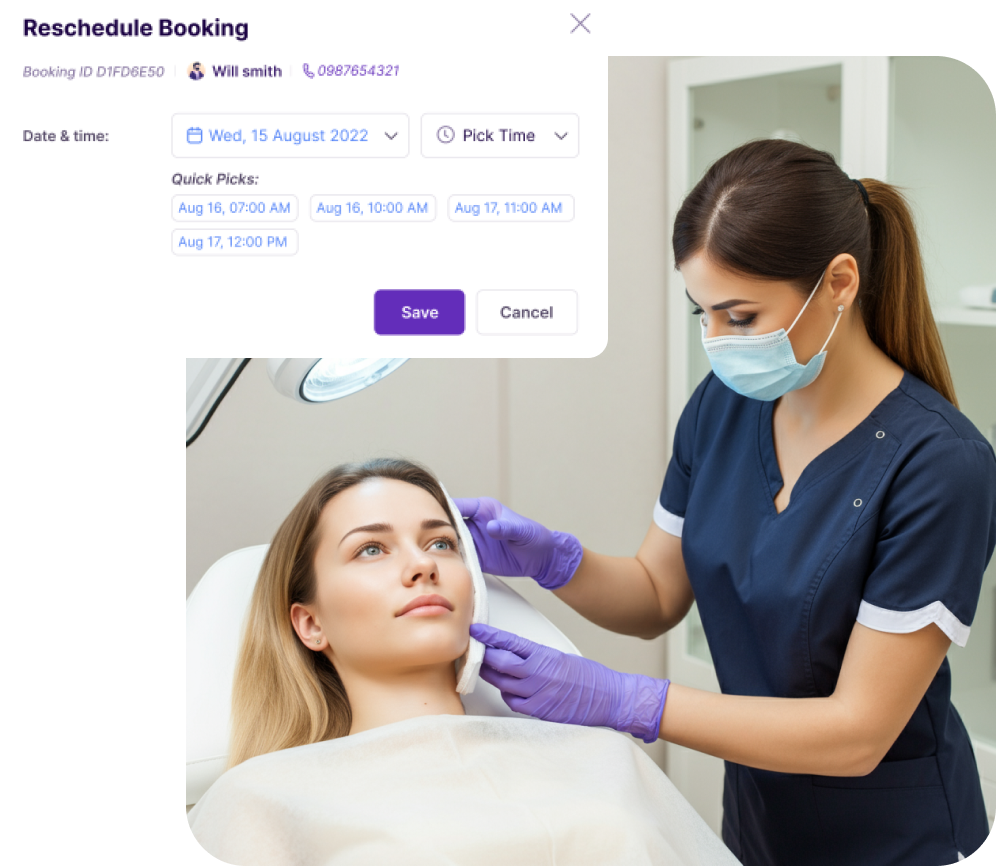 Reschedule Booking
Booking ID D1FD6E50 Will smith 0987654321
Date & time: Wed, 15 August 2022 Pick Time
Quick Picks:
Aug 16, 07:00 AM Aug 16, 10:00 AM Aug 17, 11:00 AM
Aug 17, 12:00 PM
Save Cancel